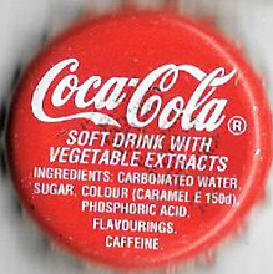 Coca-Cola®
SOFT DRINK WITH
VEGETABLE EXTRACTS
INGREDIENTS: CARBONATED WATER,
SUGAR, COLOUR (CARAMEL E 150d),
PHOSPHORIC ACID,
FLAVOURINGS,
CAFFEINE.